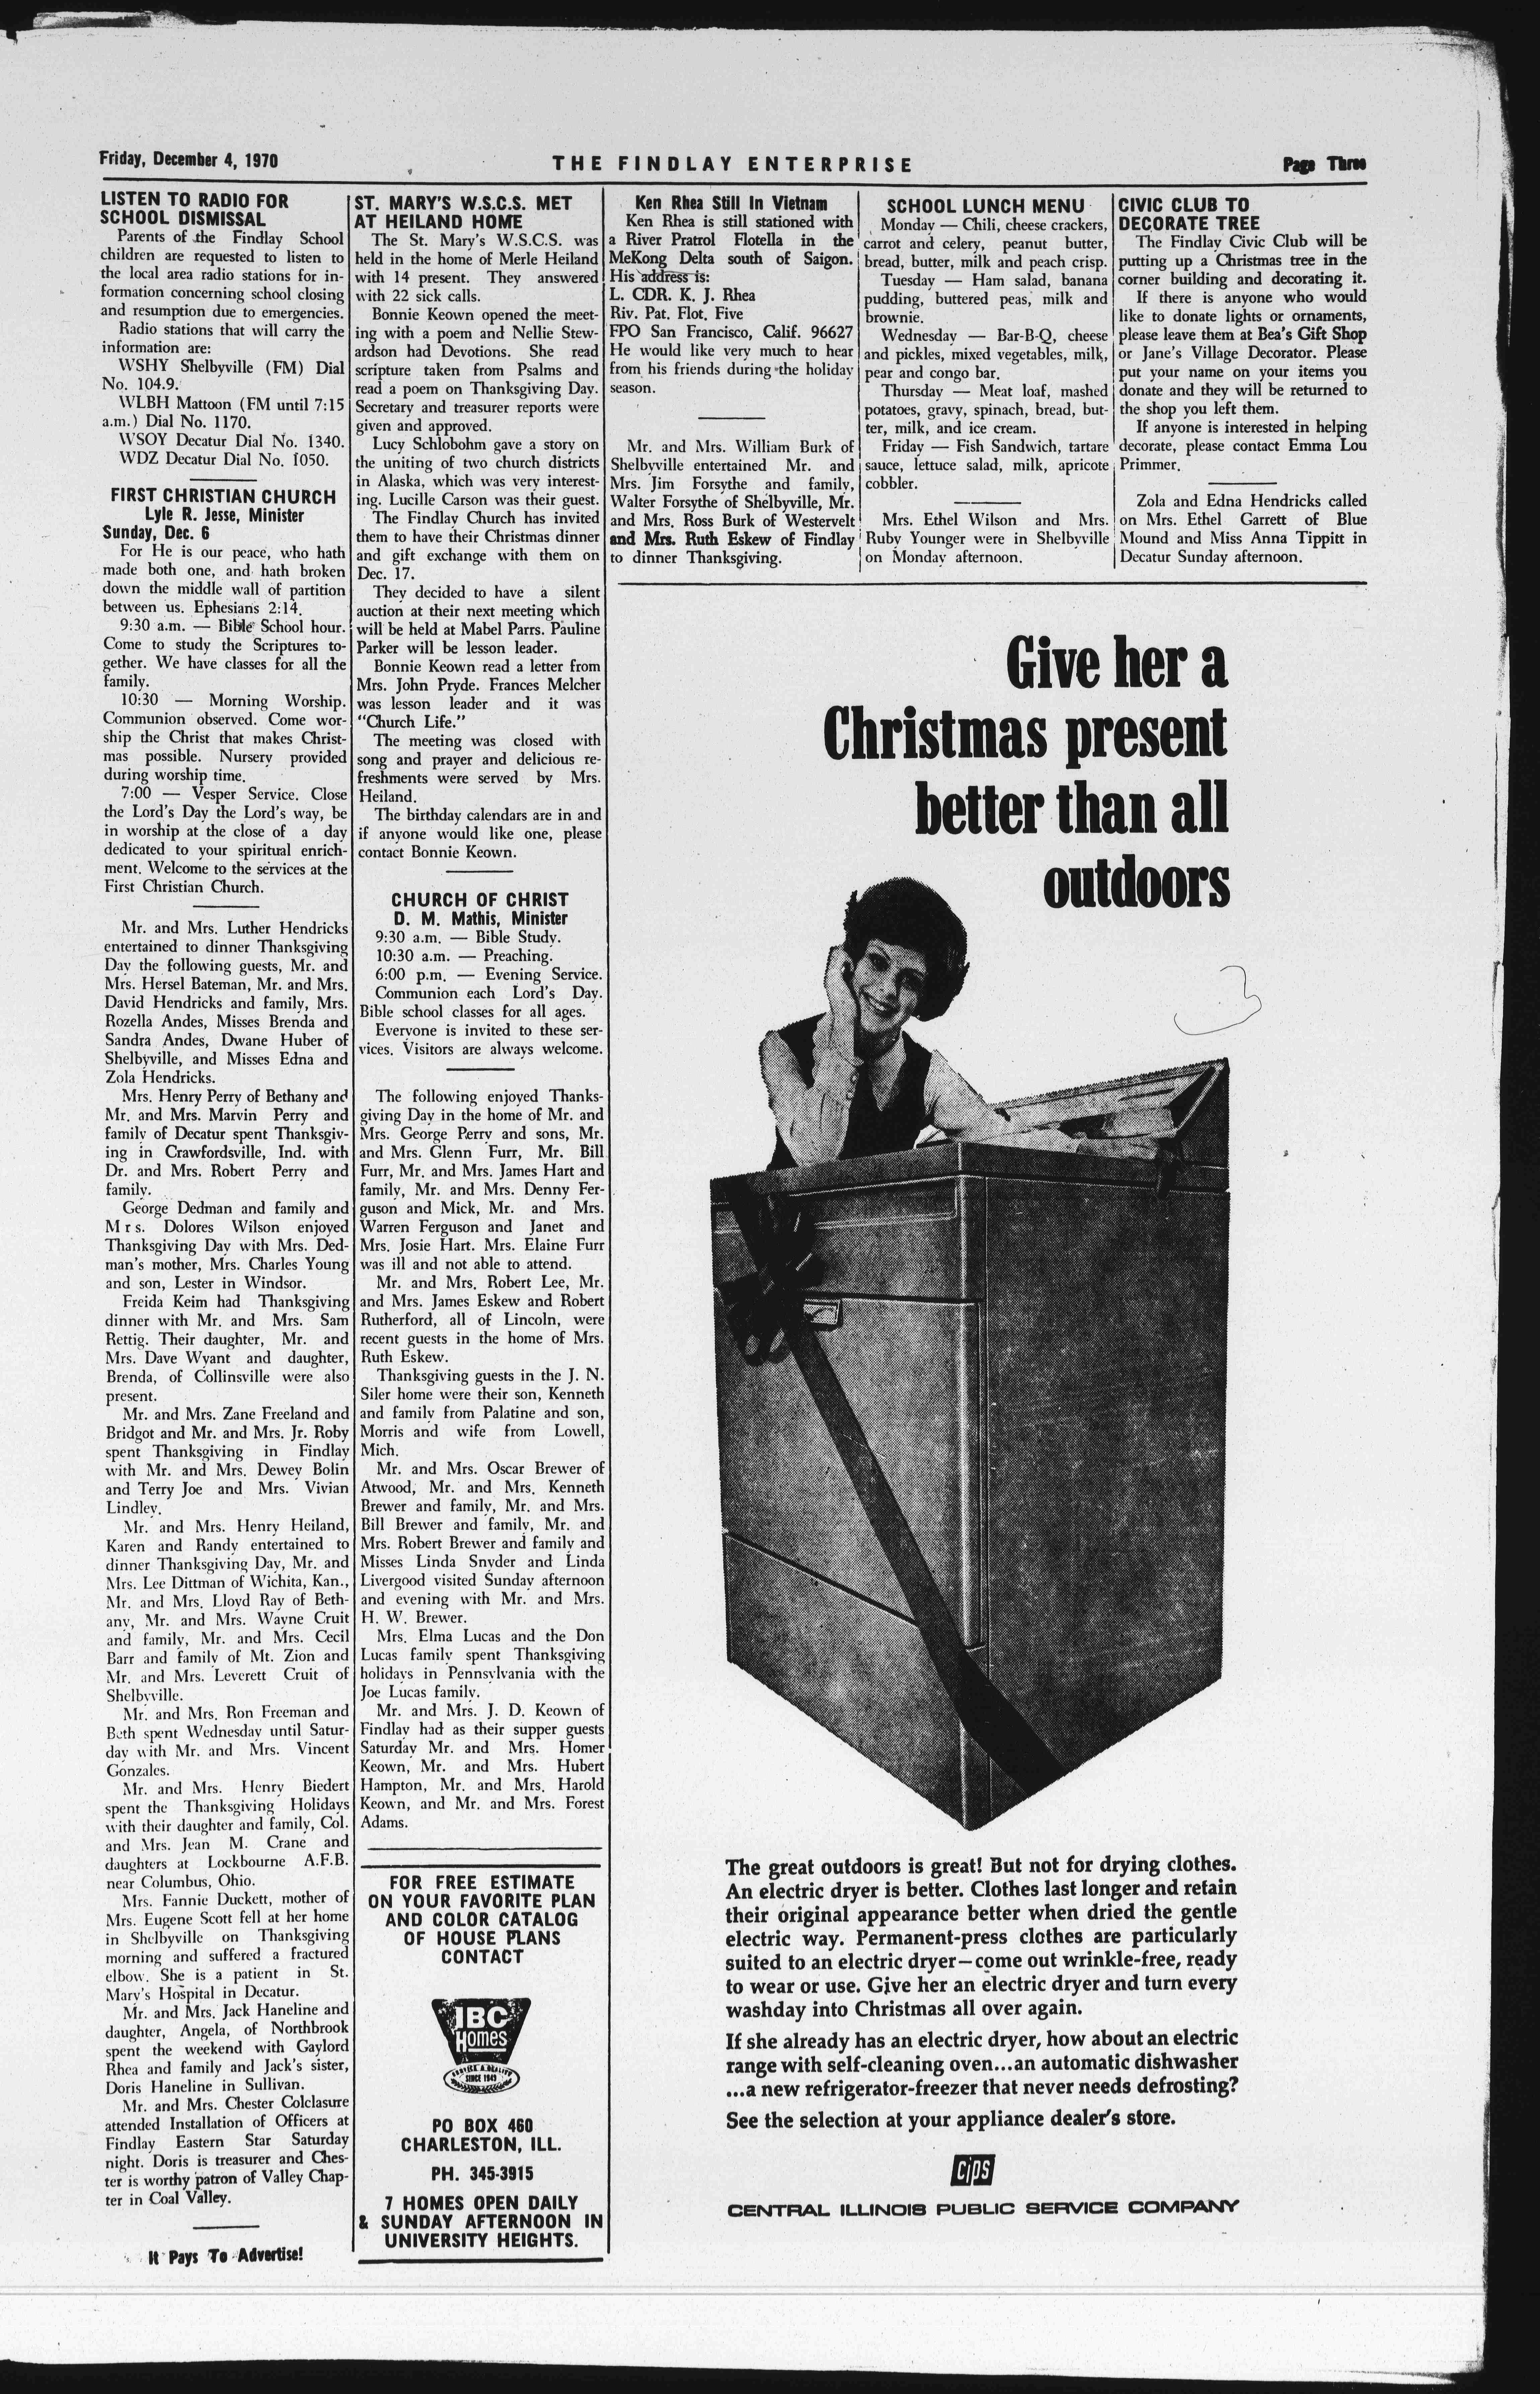 Friday, December 4, 1970
THE FINDLAY ENTERPRISE
Page Three
LISTEN TO RADIO FOR
SCHOOL DISMISSAL
Parents of the Findlay School
children are requested to listen to
the local area radio stations for in-
formation concerning school closing
and resumption due to emergencies.
Radio stations that will carry the
information are:
WSHY Shelbyville (FM) Dial
No. 104.9.
WLBH Mattoon (FM until 7:15
a.m.) Dial No. 1170.
WSOY Decatur Dial No. 1340.
WDZ Decatur Dial No. 1050.
FIRST CHRISTIAN CHURCH
Lyle R. Jesse, Minister
Sunday, Dec. 6
For He is our peace, who hath
made both one, and hath broken
down the middle wall of partition
between us. Ephesians 2:14.
9:30 a.m. — Bible School hour.
Come to study the Scriptures to-
gether. We have classes for all the
family.
10:30 — Morning Worship.
Communion observed. Come wor-
ship the Christ that makes Christ-
mas possible. Nursery provided
during worship time.
7:00 — Vesper Service. Close
the Lord's Day the Lord's way, be
in worship at the close of a day
dedicated to your spiritual enrich-
ment. Welcome to the services at the
First Christian Church.
Mr. and Mrs. Luther Hendricks
entertained to dinner Thanksgiving
Day the following guests, Mr. and
Mrs. Hersel Bateman, Mr. and Mrs.
David Hendricks and family, Mrs.
Rozella Andes, Misses Brenda and
Sandra Andes, Dwane Huber of
Shelbyville, and Misses Edna and
Zola Hendricks.
Mrs. Henry Perry of Bethany and
Mr. and Mrs. Marvin Perry and
family of Decatur spent Thanksgiv-
ing in Crawfordsville, Ind. with
Dr. and Mrs. Robert Perry and
family.
George Dedman and family and
Mrs. Dolores Wilson enjoyed
Thanksgiving Day with Mrs. Ded-
man's mother, Mrs. Charles Young
and son, Lester in Windsor.
Freida Keim had Thanksgiving
dinner with Mr. and Mrs. Sam
Rettig. Their daughter, Mr. and
Mrs. Dave Wyant and daughter,
Brenda, of Collinsville were also
present.
Mr. and Mrs. Zane Freeland and
Bridgot and Mr. and Mrs. Jr. Roby
spent Thanksgiving in Findlay
with Mr. and Mrs. Dewey Bolin
and Terry Joe and Mrs. Vivian
Lindley.
Mr. and Mrs. Henry Heiland,
Karen and Randy entertained to
dinner Thanksgiving Day, Mr. and
Mrs. Lee Dittman of Wichita, Kan.,
Mr. and Mrs. Lloyd Ray of Beth-
any, Mr. and Mrs. Wayne Cruit
and family, Mr. and Mrs. Cecil
Barr and family of Mt. Zion and
Mr. and Mrs. Leverett Cruit of
Shelbyville.
Mr. and Mrs. Ron Freeman and
Beth spent Wednesday until Satur-
day with Mr. and Mrs. Vincent
Gonzales.
Mr. and Mrs. Henry Biedert
spent the Thanksgiving Holidays
with their daughter and family, Col.
and Mrs. Jean M. Crane and
daughters at Lockbourne A.F.B.
near Columbus, Ohio.
Mrs. Fannie Duckett, mother of
Mrs. Eugene Scott fell at her home
in Shelbyville on Thanksgiving
morning and suffered a fractured
elbow. She is a patient in St.
Mary's Hospital in Decatur.
Mr. and Mrs. Jack Haneline and
daughter, Angela, of Northbrook
spent the weekend with Gaylord
Rhea and family and Jack's sister,
Doris Haneline in Sullivan.
Mr. and Mrs. Chester Colclasure
attended Installation of Officers at
Findlay Eastern Star Saturday
night. Doris is treasurer and Ches-
ter is worthy patron of Valley Chap-
ter in Coal Valley.
It Pays To Advertise!
ST. MARY'S W.S.C.S. MET
AT HEILAND HOME
The St. Mary's W.S.C.S. was
held in the home of Merle Heiland
with 14 present. They answered
with 22 sick calls.
Bonnie Keown opened the meet-
ing with a poem and Nellie Stew-
ardson had Devotions. She read
scripture taken from Psalms and
read a poem on Thanksgiving Day.
Secretary and treasurer reports were
given and approved.
Lucy Schlobohm gave a story on
the uniting of two church districts
in Alaska, which was very interest-
ing. Lucille Carson was their guest.
The Findlay Church has invited
them to have their Christmas dinner
and gift exchange with them on
Dec. 17.
They decided to have a silent
auction at their next meeting which
will be held at Mabel Parrs. Pauline
Parker will be lesson leader.
Bonnie Keown read a letter from
Mrs. John Pryde. Frances Melcher
was lesson leader and it was
"Church Life."
The meeting was closed with
song and prayer and delicious re-
freshments were served by Mrs.
Heiland.
The birthday calendars are in and
if anyone would like one, please
contact Bonnie Keown.
CHURCH OF CHRIST
D. M. Mathis, Minister
9:30 a.m. — Bible Study.
10:30 a.m. — Preaching.
6:00 p.m. — Evening Service.
Communion each Lord's Day.
Bible school classes for all ages.
Everyone is invited to these ser-
vices. Visitors are always welcome.
The following enjoyed Thanks-
giving Day in the home of Mr. and
Mrs. George Perry and sons, Mr.
and Mrs. Glenn Furr, Mr. Bill
Furr, Mr. and Mrs. James Hart and
family, Mr. and Mrs. Denny Fer-
guson and Mick, Mr. and Mrs.
Warren Ferguson and Janet and
Mrs. Josie Hart. Mrs. Elaine Furr
was ill and not able to attend.
Mr. and Mrs. Robert Lee, Mr.
and Mrs. James Eskew and Robert
Rutherford, all of Lincoln, were
recent guests in the home of Mrs.
Ruth Eskew.
Thanksgiving guests in the J. N.
Siler home were their son, Kenneth
and family from Palatine and son,
Morris and wife from Lowell,
Mich.
Mr. and Mrs. Oscar Brewer of
Atwood, Mr. and Mrs. Kenneth
Brewer and family, Mr. and Mrs.
Bill Brewer and family, Mr. and
Mrs. Robert Brewer and family and
Misses Linda Snyder and Linda
Livergood visited Sunday afternoon
and evening with Mr. and Mrs.
H. W. Brewer.
Mrs. Elma Lucas and the Don
Lucas family spent Thanksgiving
holidays in Pennsylvania with the
Joe Lucas family.
Mr. and Mrs. J. D. Keown of
Findlay had as their supper guests
Saturday Mr. and Mrs. Homer
Keown, Mr. and Mrs. Hubert
Hampton, Mr. and Mrs. Harold
Keown, and Mr. and Mrs. Forest
Adams.
FOR FREE ESTIMATE
ON YOUR FAVORITE PLAN
AND COLOR CATALOG
OF HOUSE PLANS
CONTACT
IBC
Homes
SERVICE & QUALITY
SINCE 1949
PO BOX 460
CHARLESTON, ILL.
PH. 345-3915
7 HOMES OPEN DAILY
& SUNDAY AFTERNOON IN
UNIVERSITY HEIGHTS.
Ken Rhea Still In Vietnam
Ken Rhea is still stationed with
a River Pratrol Flotella in the
MeKong Delta south of Saigon.
His address is:
L. CDR. K. J. Rhea
Riv. Pat. Flot. Five
FPO San Francisco, Calif. 96627
He would like very much to hear
from his friends during the holiday
season.
Mr. and Mrs. William Burk of
Shelbyville entertained Mr. and
Mrs. Jim Forsythe and family,
Walter Forsythe of Shelbyville, Mr.
and Mrs. Ross Burk of Westervelt
and Mrs. Ruth Eskew of Findlay
to dinner Thanksgiving.
SCHOOL LUNCH MENU
Monday — Chili, cheese crackers,
carrot and celery, peanut butter,
bread, butter, milk and peach crisp.
Tuesday — Ham salad, banana
pudding, buttered peas, milk and
brownie.
Wednesday — Bar-B-Q, cheese
and pickles, mixed vegetables, milk,
pear and congo bar.
Thursday — Meat loaf, mashed
potatoes, gravy, spinach, bread, but-
ter, milk, and ice cream.
Friday — Fish Sandwich, tartare
sauce, lettuce salad, milk, apricote
cobbler.
Mrs. Ethel Wilson and Mrs.
Ruby Younger were in Shelbyville
on Monday afternoon.
CIVIC CLUB TO
DECORATE TREE
The Findlay Civic Club will be
putting up a Christmas tree in the
corner building and decorating it.
If there is anyone who would
like to donate lights or ornaments,
please leave them at Bea's Gift Shop
or Jane's Village Decorator. Please
put your name on your items you
donate and they will be returned to
the shop you left them.
If anyone is interested in helping
decorate, please contact Emma Lou
Primmer.
Zola and Edna Hendricks called
on Mrs. Ethel Garrett of Blue
Mound and Miss Anna Tippitt in
Decatur Sunday afternoon.
Give her a
Christmas present
better than all
outdoors
3
The great outdoors is great! But not for drying clothes.
An electric dryer is better. Clothes last longer and retain
their original appearance better when dried the gentle
electric way. Permanent-press clothes are particularly
suited to an electric dryer—come out wrinkle-free, ready
to wear or use. Give her an electric dryer and turn every
washday into Christmas all over again.
If she already has an electric dryer, how about an electric
range with self-cleaning oven...an automatic dishwasher
...a new refrigerator-freezer that never needs defrosting?
See the selection at your appliance dealer's store.
cips
CENTRAL ILLINOIS PUBLIC SERVICE COMPANY